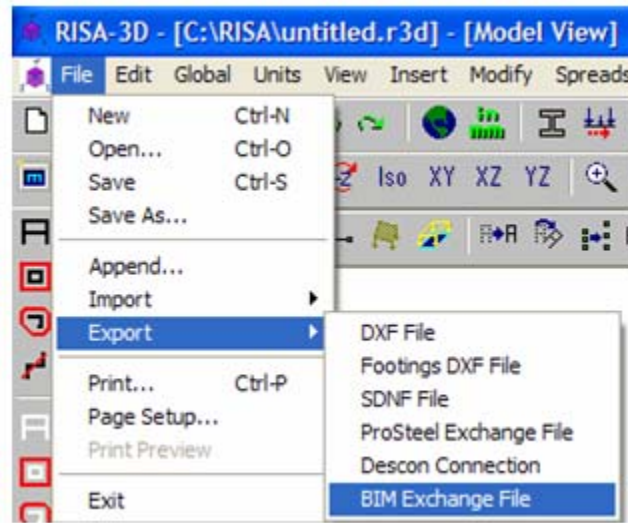 RISA-3D - [C:\RISA\untitled.r3d] - [Model View]
File Edit Global Units View Insert Modify Spreads
New Ctrl-N
Open... Ctrl-O
Save Ctrl-S
Save As...
Append...
Import
Export
Print... Ctrl-P
Page Setup...
Print Preview
Exit
in
mm
Iso XY XZ YZ
DXF File
Footings DXF File
SDNF File
ProSteel Exchange File
Descon Connection
BIM Exchange File